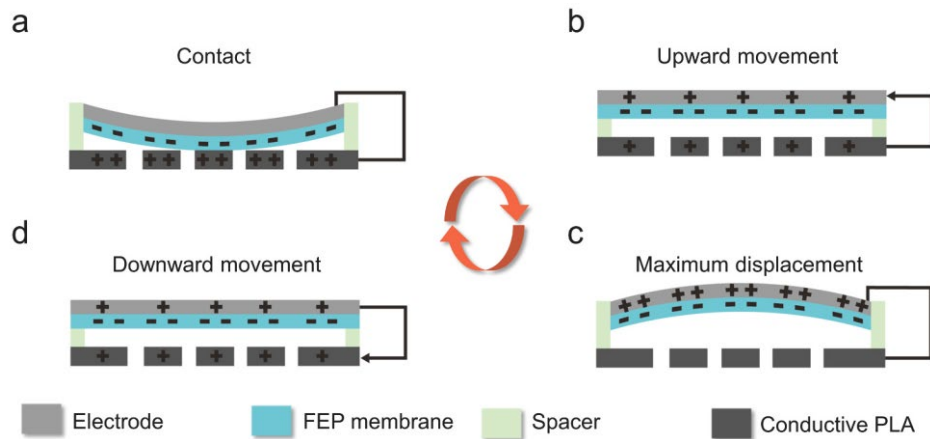 a
Contact
b
Upward movement
d
Downward movement
c
Maximum displacement
Electrode
FEP membrane
Spacer
Conductive PLA